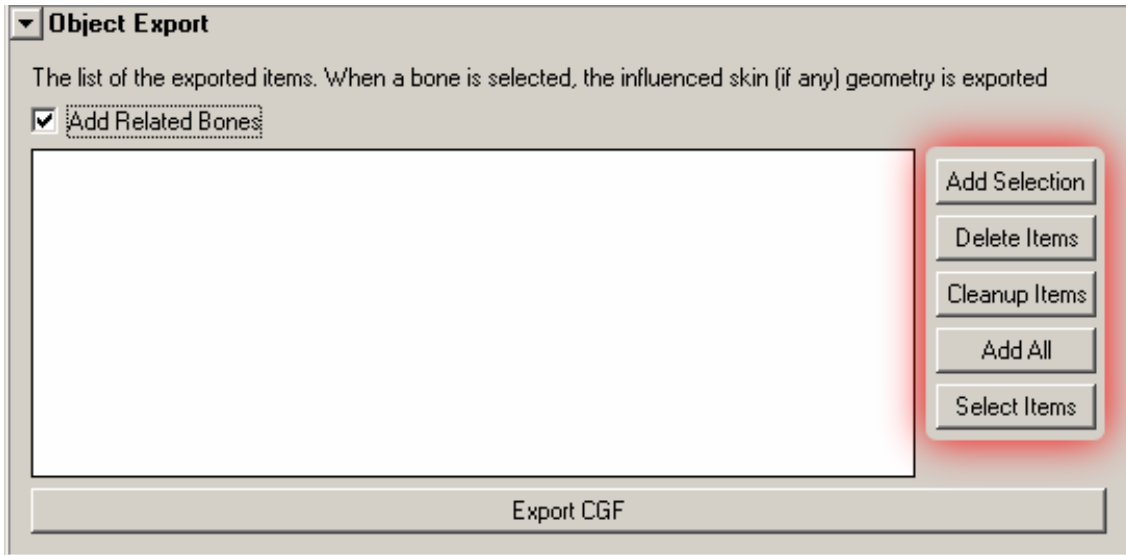 Object Export
The list of the exported items. When a bone is selected, the influenced skin (if any) geometry is exported
Add Related Bones
Add Selection
Delete Items
Cleanup Items
Add All
Select Items
Export CGF